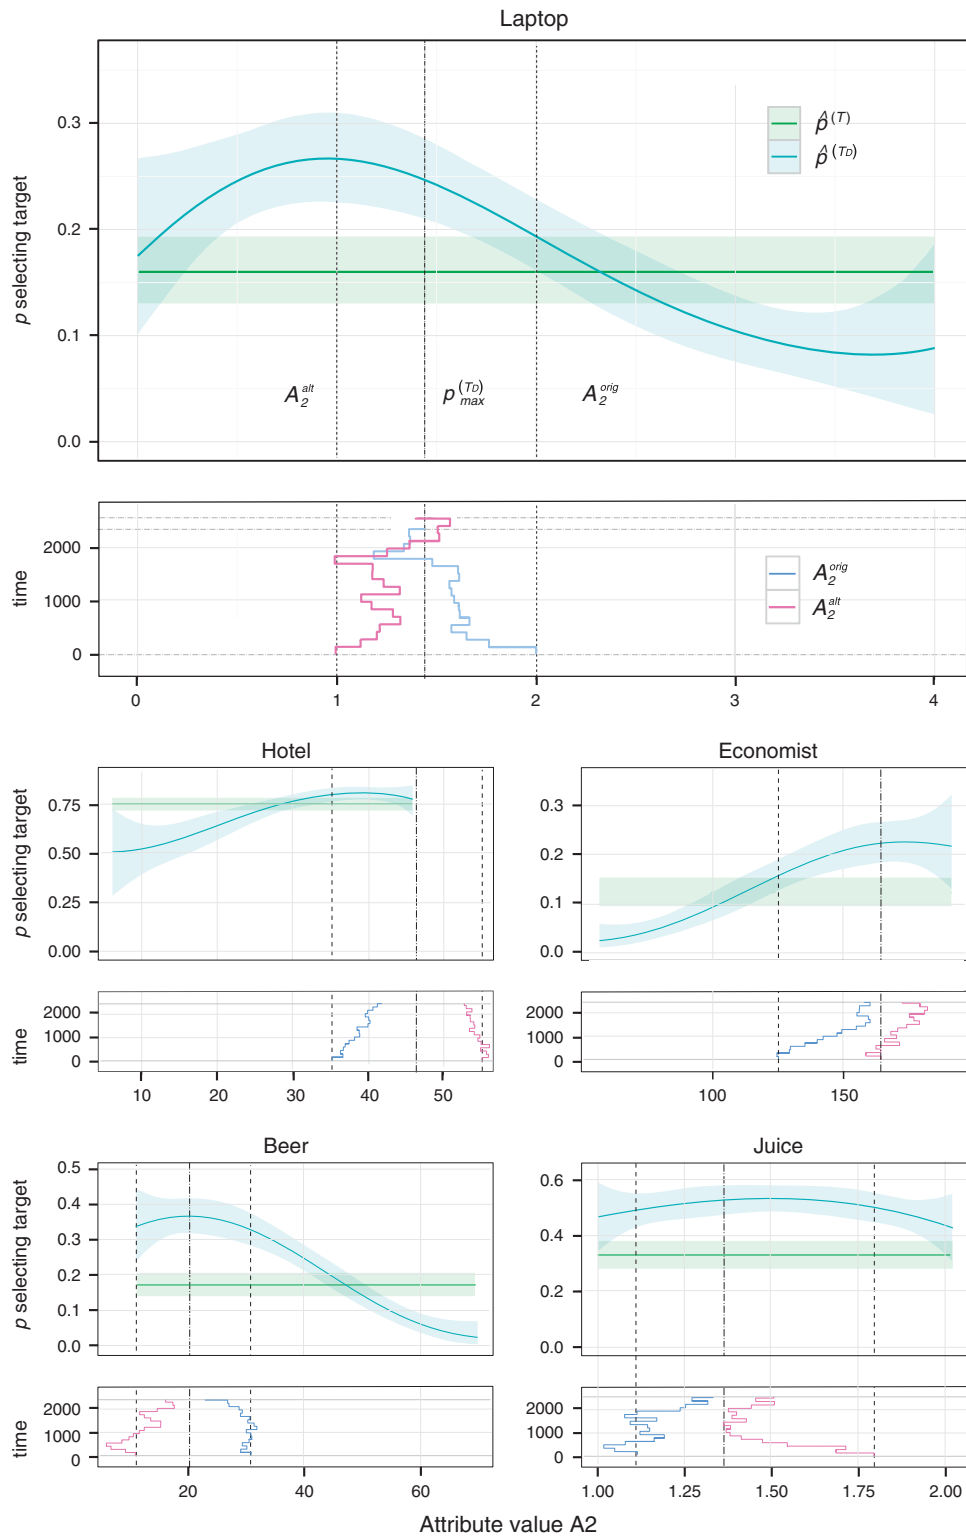 Laptop
p selecting target
0.3
0.2
0.1
0.0
p̂(T)
p̂(TD)
A2alt
pmax(TD)
A2orig
time
2000
1000
0
A2orig
A2alt
0 1 2 3 4
Hotel
p selecting target
0.75
0.50
0.25
0.00
time
2000
1000
0
10 20 30 40 50
Economist
0.3
0.2
0.1
0.0
2000
1000
0
100 150
Beer
p selecting target
0.5
0.4
0.3
0.2
0.1
0.0
time
2000
1000
0
20 40 60
Juice
0.6
0.4
0.2
0.0
2000
1000
0
1.00 1.25 1.50 1.75 2.00
Attribute value A2